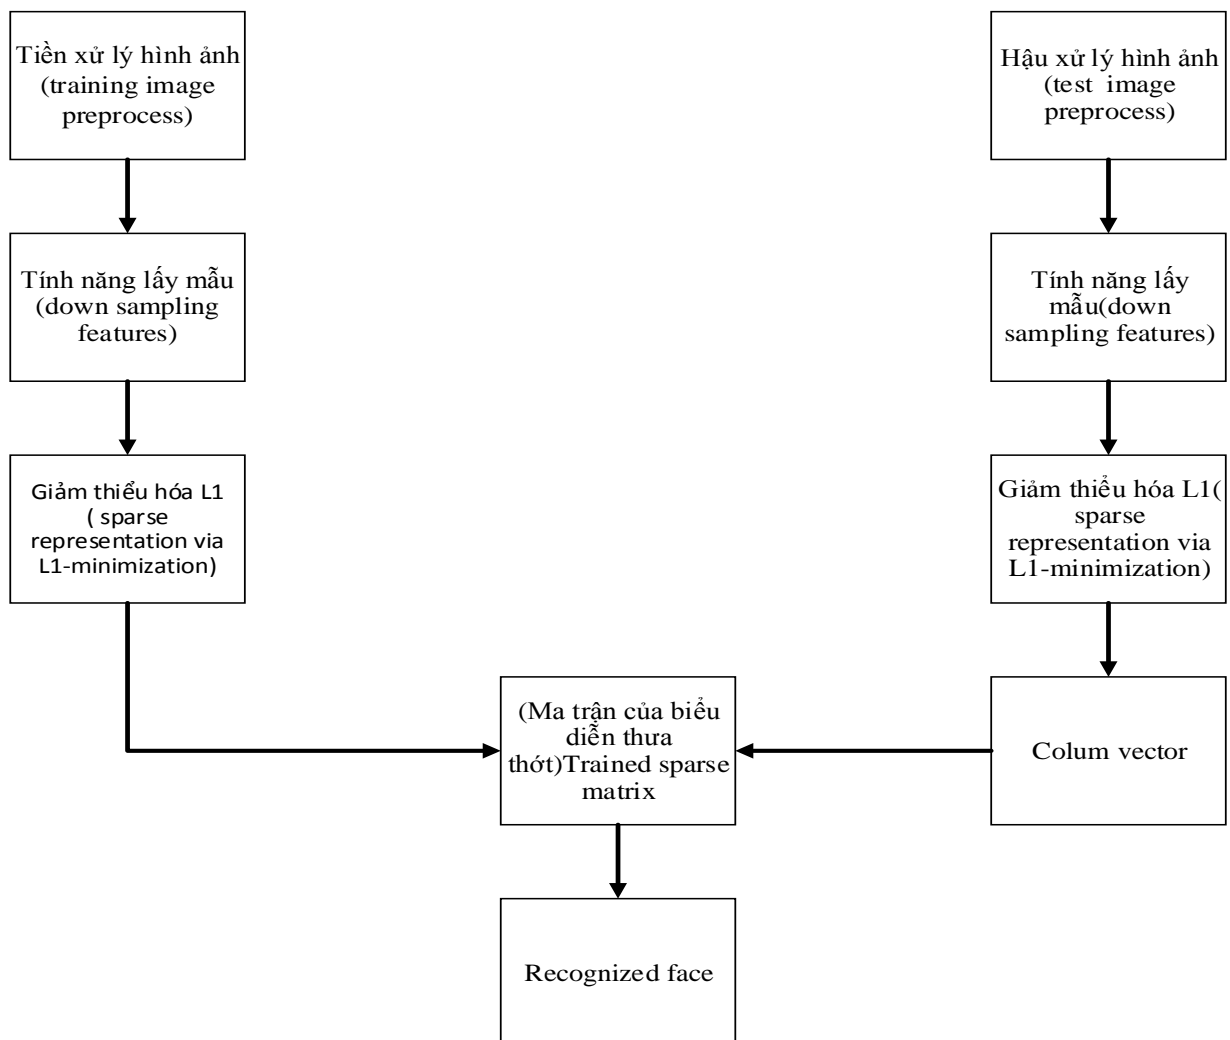 Tiền xử lý hình ảnh
(training image
preprocess)
Hậu xử lý hình ảnh
(test image
preprocess)
Tính năng lấy mẫu
(down sampling
features)
Tính năng lấy
mẫu(down
sampling features)
Giảm thiểu hóa L1
( sparse
representation via
L1-minimization)
Giảm thiểu hóa L1(
sparse
representation via
L1-minimization)
(Ma trận của biểu
diễn thưa
thớt)Trained sparse
matrix
Colum vector
Recognized face